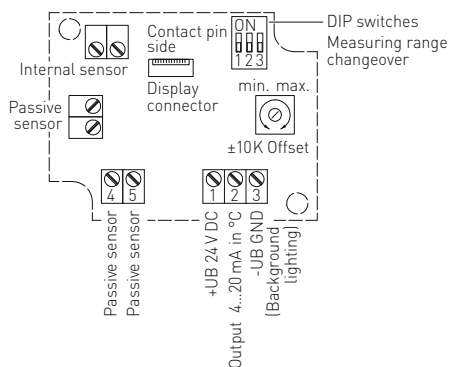 Contact pin
side
ON
1 2 3
DIP switches
Measuring range
changeover
Internal sensor
Display
connector
min. max.
±10K Offset
Passive
sensor
4 5
1 2 3
Passive sensor
Passive sensor
+UB 24 V DC
Output 4...20 mA in °C
-UB GND
(Background
lighting)